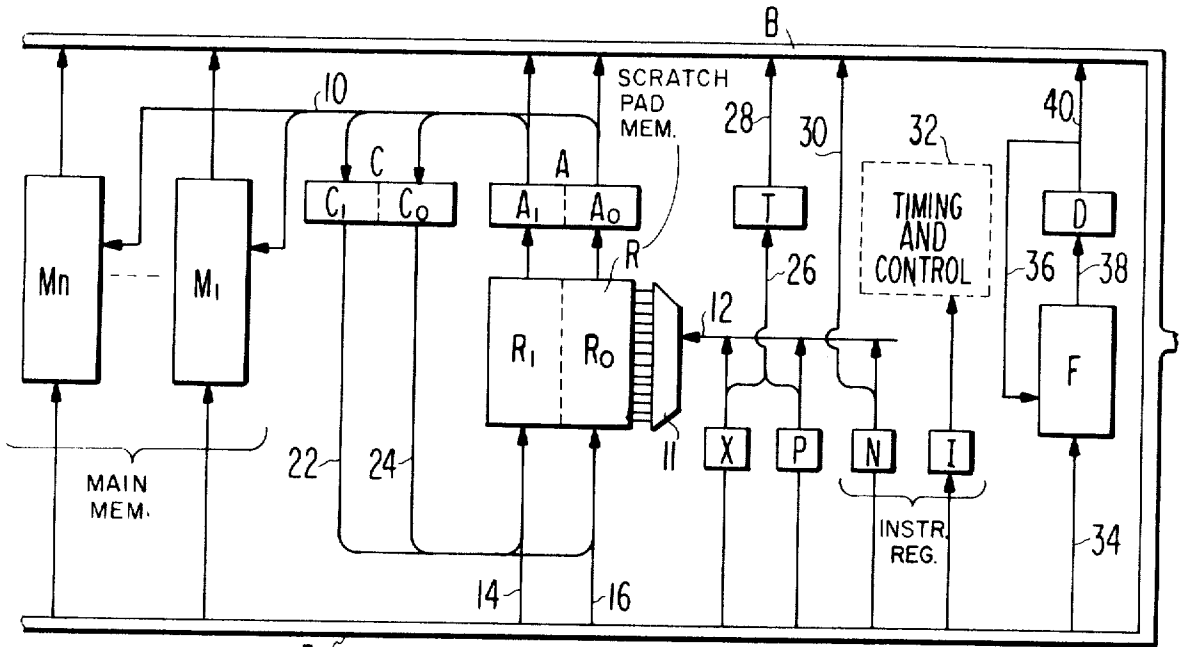 B
10
SCRATCH
PAD
MEM.
28
30
32
40
C
A
C1
C0
A1
A0
T
TIMING
AND
CONTROL
D
Mn
M1
R
26
36
38
12
R1
R0
F
11
X
P
N
I
22
24
MAIN
MEM.
INSTR.
REG.
34
14
16